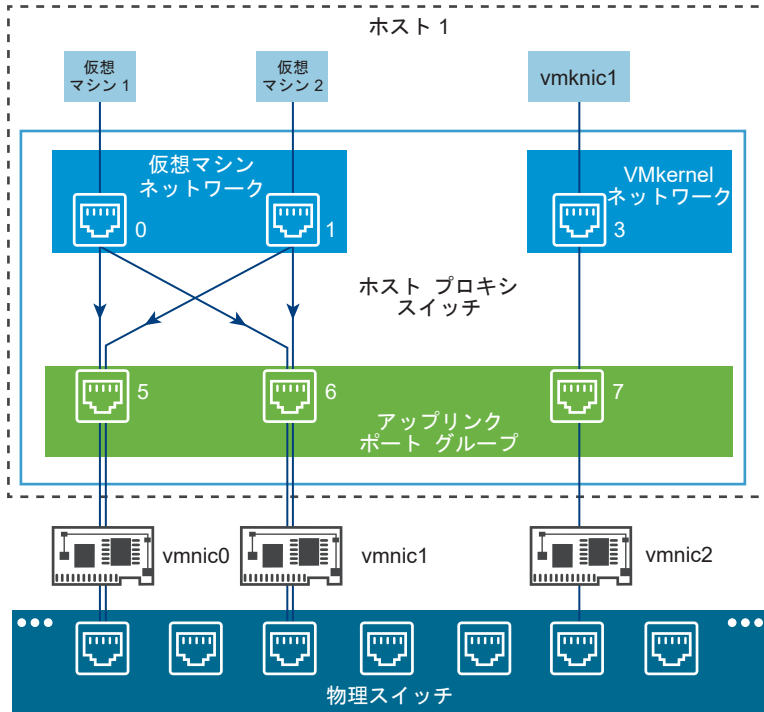 ホスト 1
仮想
マシン 1
仮想
マシン 2
vmknic1
仮想マシン
ネットワーク
VMkernel
ネットワーク
0
1
3
ホスト プロキシ
スイッチ
5
6
7
アップリンク
ポート グループ
vmnic0
vmnic1
vmnic2
物理スイッチ